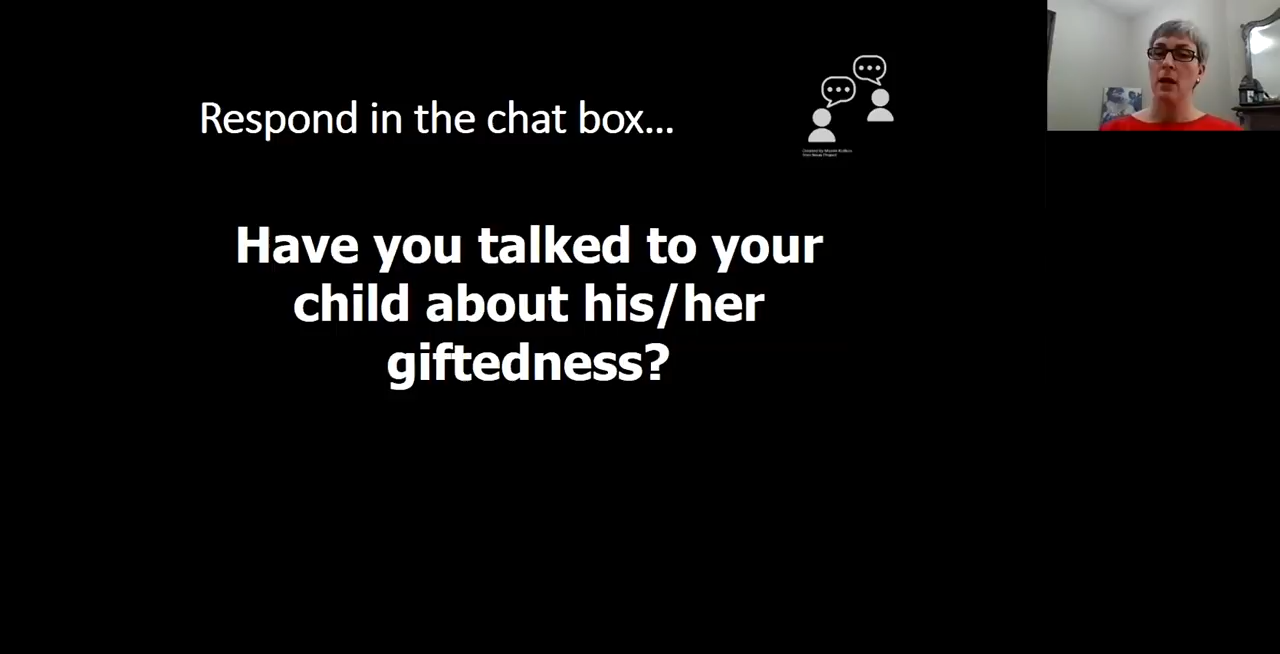 Respond in the chat box...
Have you talked to your
child about his/her
giftedness?